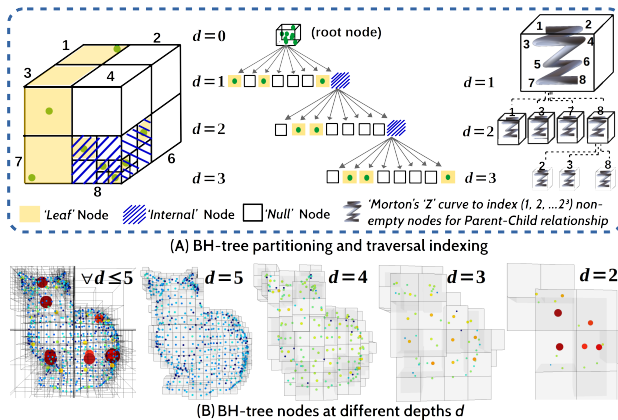 1
2
3
4
7
8
6
d=0
(root node)
d=1
d=2
d=3
1
2
3
4
5
6
7
8
d=1
1
3
7
8
d=2
2
3
8
'Leaf' Node
'Internal' Node
'Null' Node
'Morton's 'Z' curve to index (1, 2, ...2³) non-
empty nodes for Parent-Child relationship
(A) BH-tree partitioning and traversal indexing
∀d≤5
d=5
d=4
d=3
d=2
(B) BH-tree nodes at different depths d